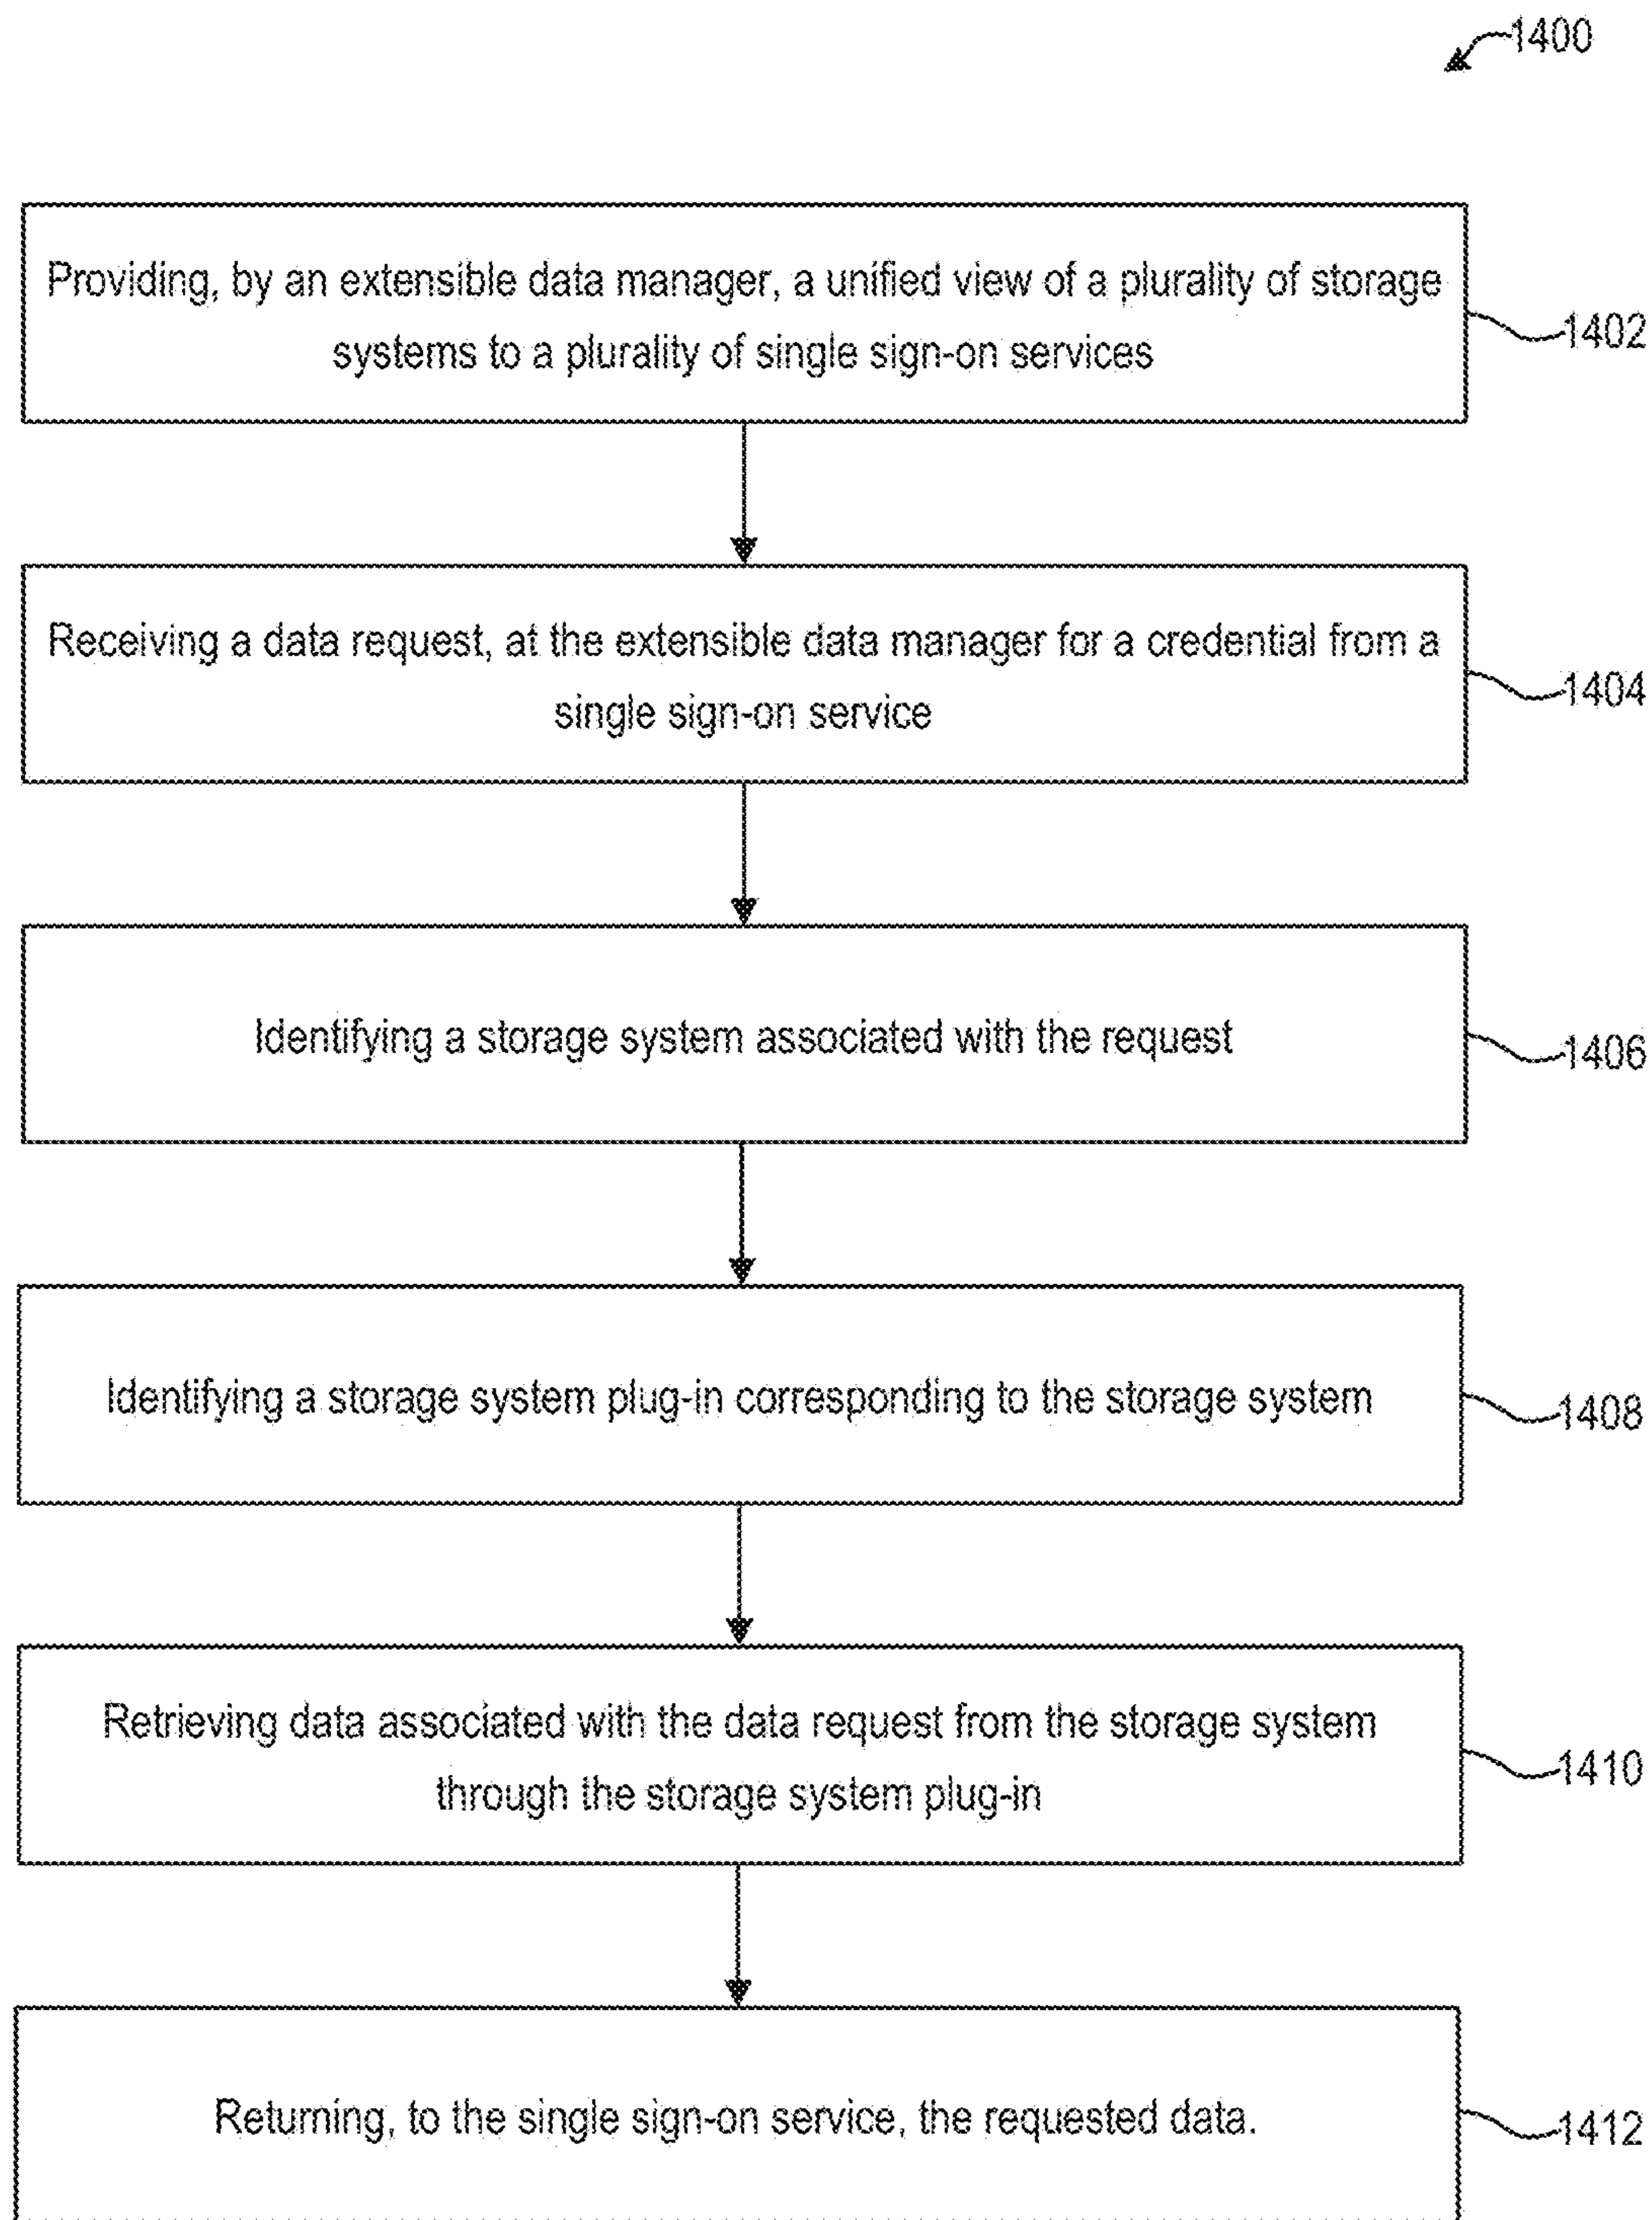 1400
Providing, by an extensible data manager, a unified view of a plurality of storage
systems to a plurality of single sign-on services
1402
Receiving a data request, at the extensible data manager for a credential from a
single sign-on service
1404
Identifying a storage system associated with the request
1406
Identifying a storage system plug-in corresponding to the storage system
1408
Retrieving data associated with the data request from the storage system
through the storage system plug-in
1410
Returning, to the single sign-on service, the requested data.
1412